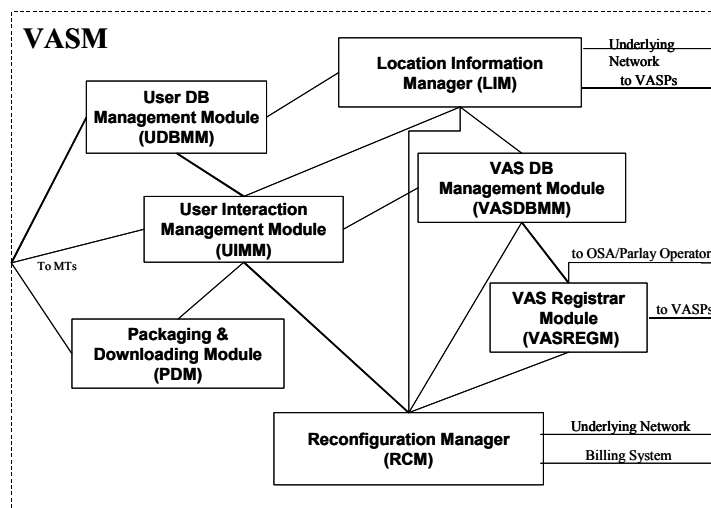 VASM
Location Information
Manager (LIM)
Underlying
Network
to VASPs
User DB
Management Module
(UDBMM)
VAS DB
Management Module
(VASDBMM)
User Interaction
Management Module
(UIMM)
To MTs
to OSA/Parlay Operator
VAS Registrar
Module
(VASREGM)
to VASPs
Packaging &
Downloading Module
(PDM)
Reconfiguration Manager
(RCM)
Underlying Network
Billing System